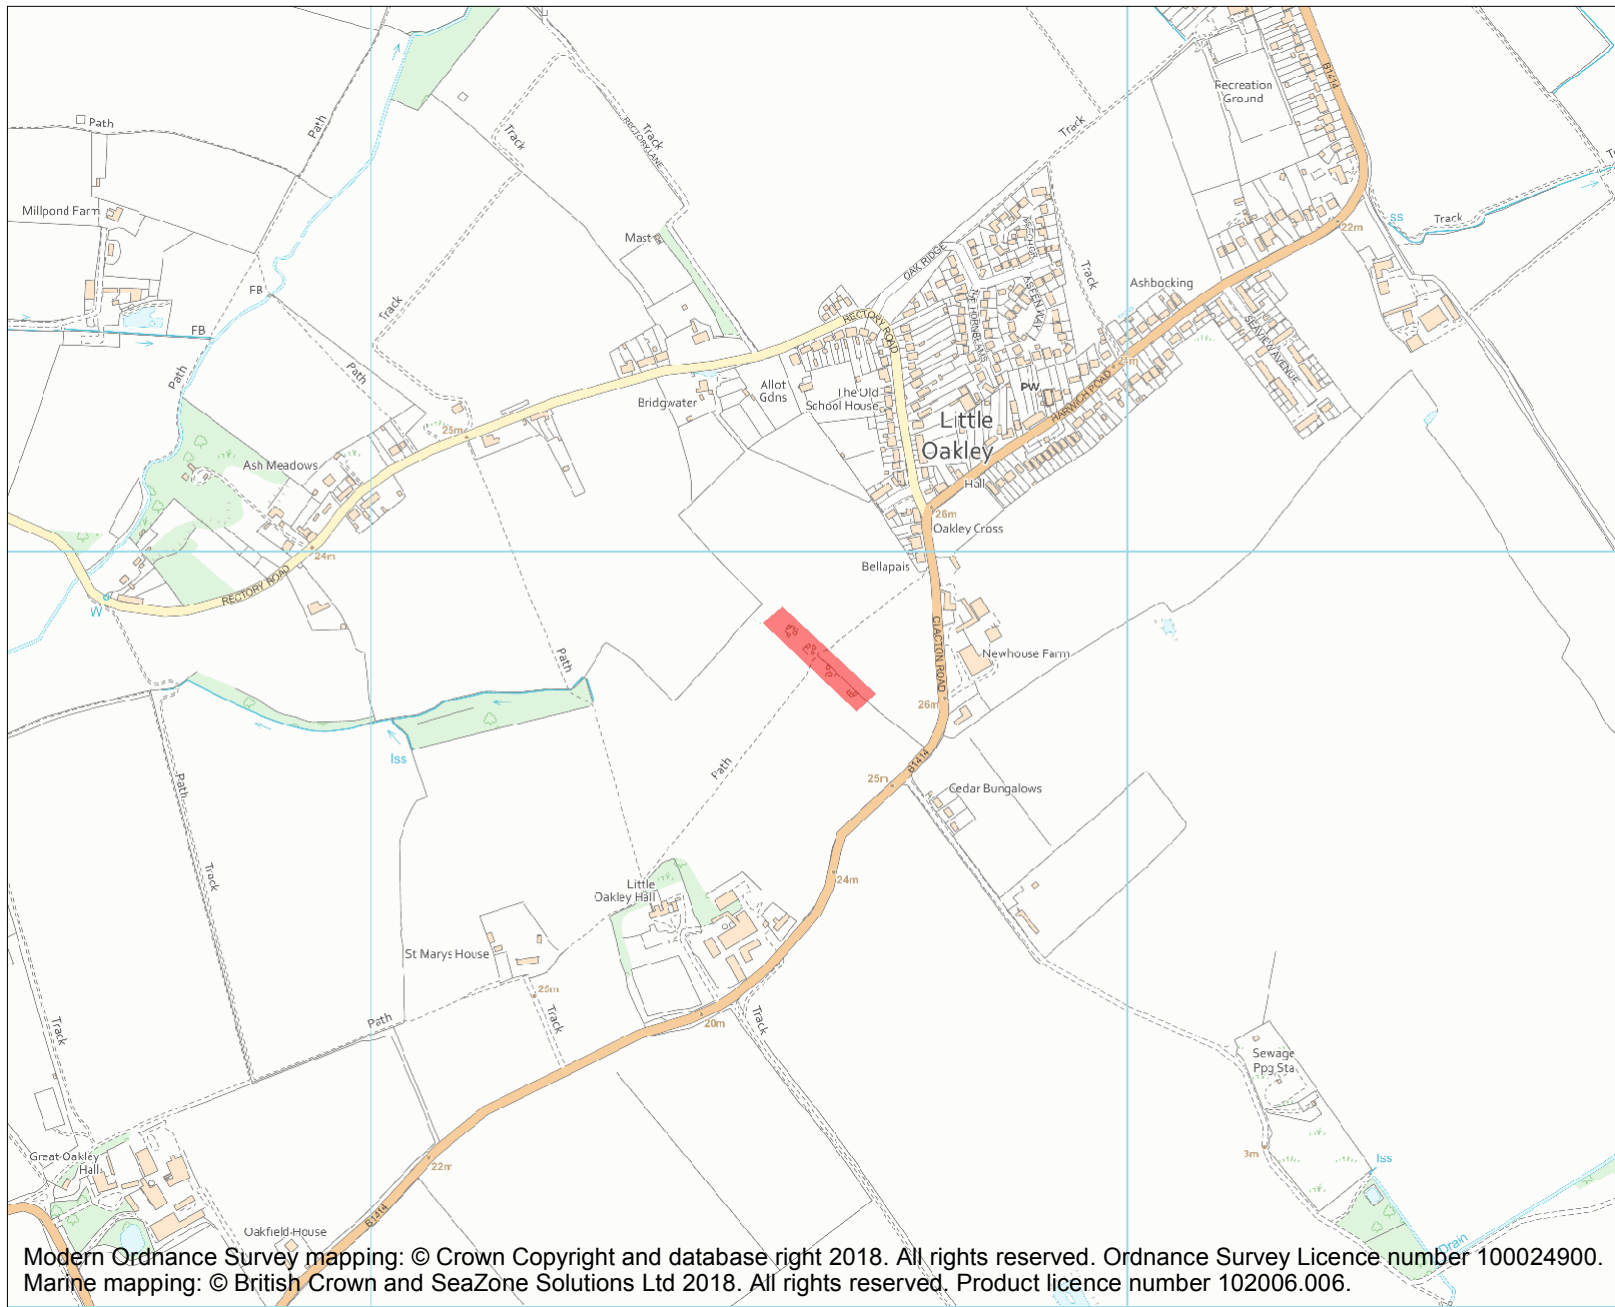 Recreation
Ground
B1414
Path
Path
Track
Track
RECTORY LANE
Track
Millpond Farm
Mast
ss
Track
22m
OAK RIDGE
Track
Ashbocking
FB
FB
Track
ASPEN WAY
THE HORNBEAMS
SEAVIEW AVENUE
RECTORY ROAD
21m
Path
Path
Allot
Gdns
The Old
School House
PW
HARWICH ROAD
Bridgwater
Little
Oakley
25m
Ash Meadows
Hall
26m
Oakley Cross
24m
Bellapais
RECTORY ROAD
W
CLACTON ROAD
Newhouse Farm
Path
26m
Iss
Path
Path
B1414
25m
Cedar Bungalows
Track
Little
Oakley Hall
24m
St Marys House
25m
Track
Path
20m
Track
Track
Sewage
Ppg Sta
3m
Iss
Great Oakley
Hall
22m
B1414
Oakfield House
Drain
Modern Ordnance Survey mapping: © Crown Copyright and database right 2018. All rights reserved. Ordnance Survey Licence number 100024900.
Marine mapping: © British Crown and SeaZone Solutions Ltd 2018. All rights reserved. Product licence number 102006.006.